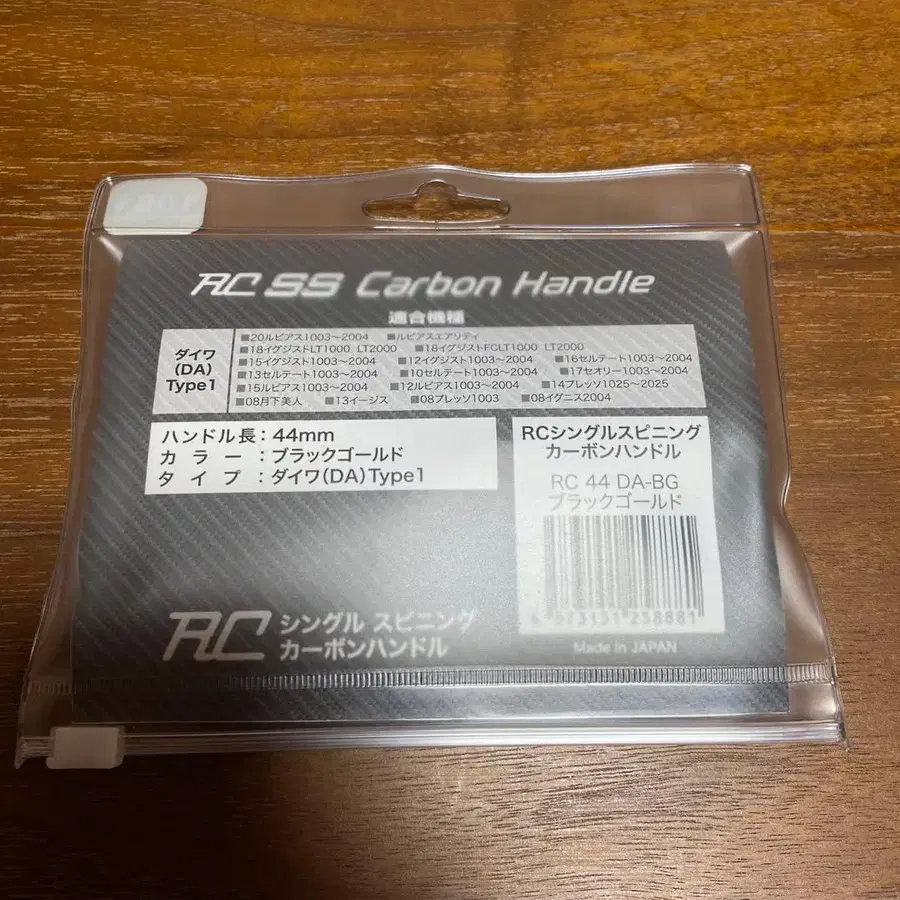 RC SS Carbon Handle
適合機種
ダイワ
(DA)
Type1
■20ルビアス1003〜2004 ■ルビアスエアリティ
■18イグジストLT1000 LT2000 ■18イグジストFCLT1000 LT2000
■15イグジスト1003〜2004 ■12イグジスト1003〜2004 ■16セルテート1003〜2004
■13セルテート1003〜2004 ■10セルテート1003〜2004 ■17セオリー1003〜2004
■15ルビアス1003〜2004 ■12ルビアス1003〜2004 ■14プレッソ1025〜2025
■08月下美人 ■13イージス ■08プレッソ1003 ■08イグニス2004
ハンドル長：44mm
カラー：ブラックゴールド
タイプ：ダイワ(DA)Type1
RCシングルスピニング
カーボンハンドル
RC 44 DA-BG
ブラックゴールド
4 573131 258881
Made in JAPAN
RC シングル スピニング
カーボンハンドル